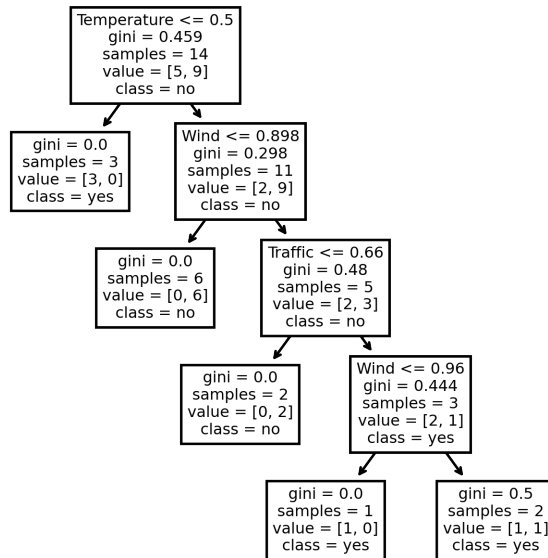 Temperature <= 0.5
gini = 0.459
samples = 14
value = [5, 9]
class = no
gini = 0.0
samples = 3
value = [3, 0]
class = yes
Wind <= 0.898
gini = 0.298
samples = 11
value = [2, 9]
class = no
gini = 0.0
samples = 6
value = [0, 6]
class = no
Traffic <= 0.66
gini = 0.48
samples = 5
value = [2, 3]
class = no
gini = 0.0
samples = 2
value = [0, 2]
class = no
Wind <= 0.96
gini = 0.444
samples = 3
value = [2, 1]
class = yes
gini = 0.0
samples = 1
value = [1, 0]
class = yes
gini = 0.5
samples = 2
value = [1, 1]
class = yes